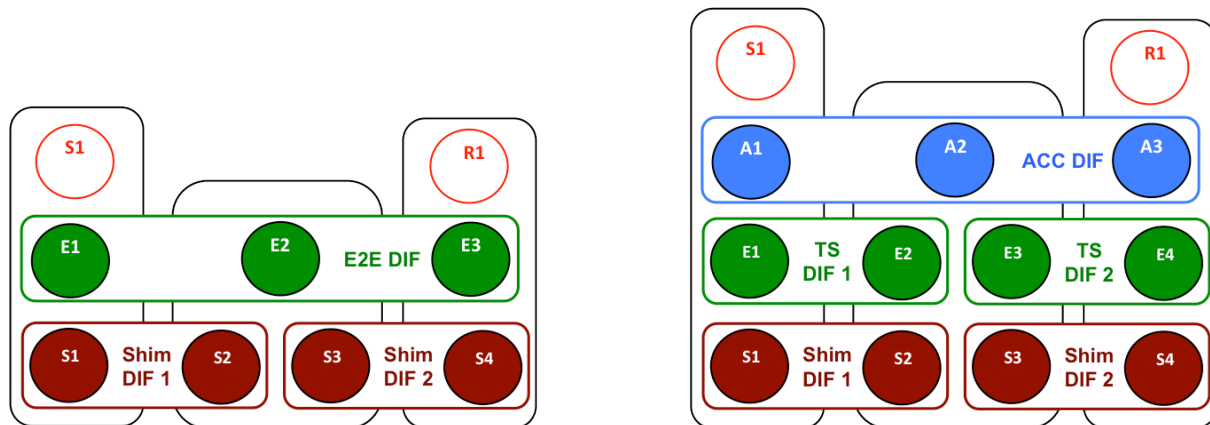 S1
R1
E1
E2
E2E DIF
E3
S1
Shim
DIF 1
S2
S3
Shim
DIF 2
S4
S1
R1
A1
A2
ACC DIF
A3
E1
TS
DIF 1
E2
E3
TS
DIF 2
E4
S1
Shim
DIF 1
S2
S3
Shim
DIF 2
S4